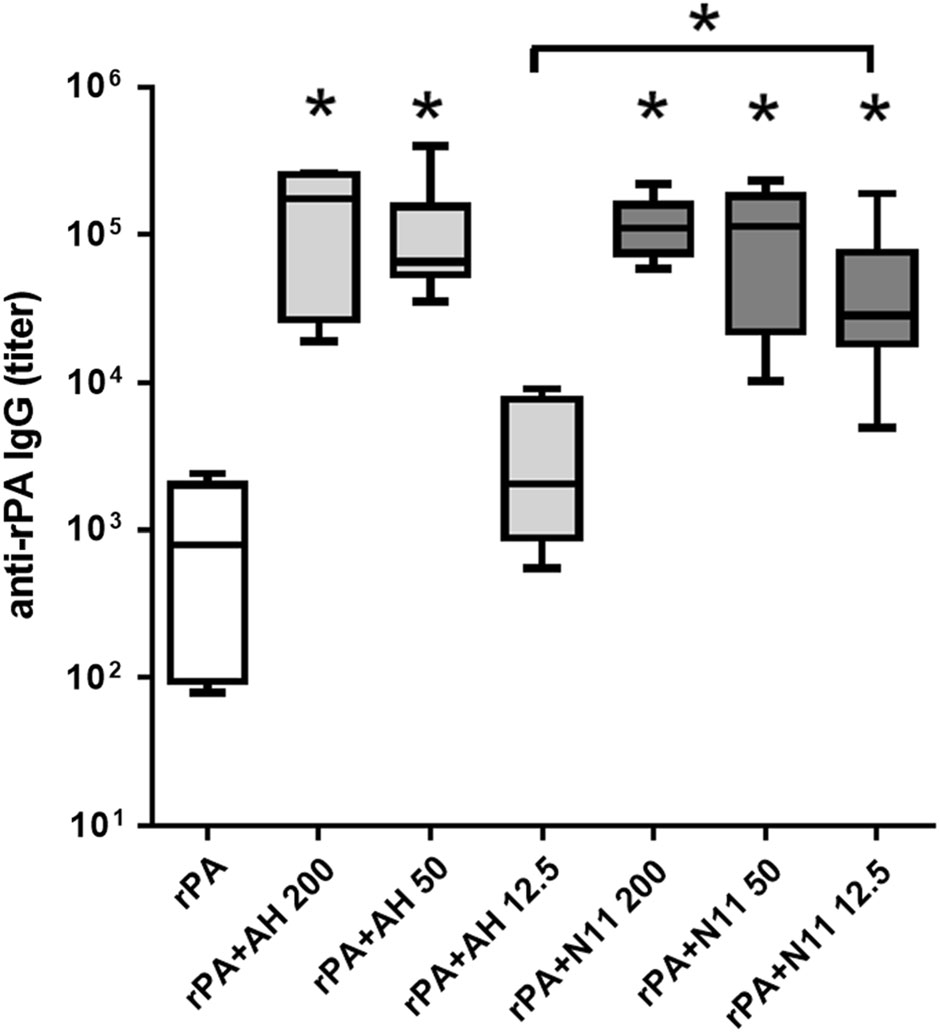 *
* * * * *
10⁶
10⁵
10⁴
10³
10²
10¹
anti-rPA IgG (titer)
rPA
rPA+AH 200
rPA+AH 50
rPA+AH 12.5
rPA+N11 200
rPA+N11 50
rPA+N11 12.5